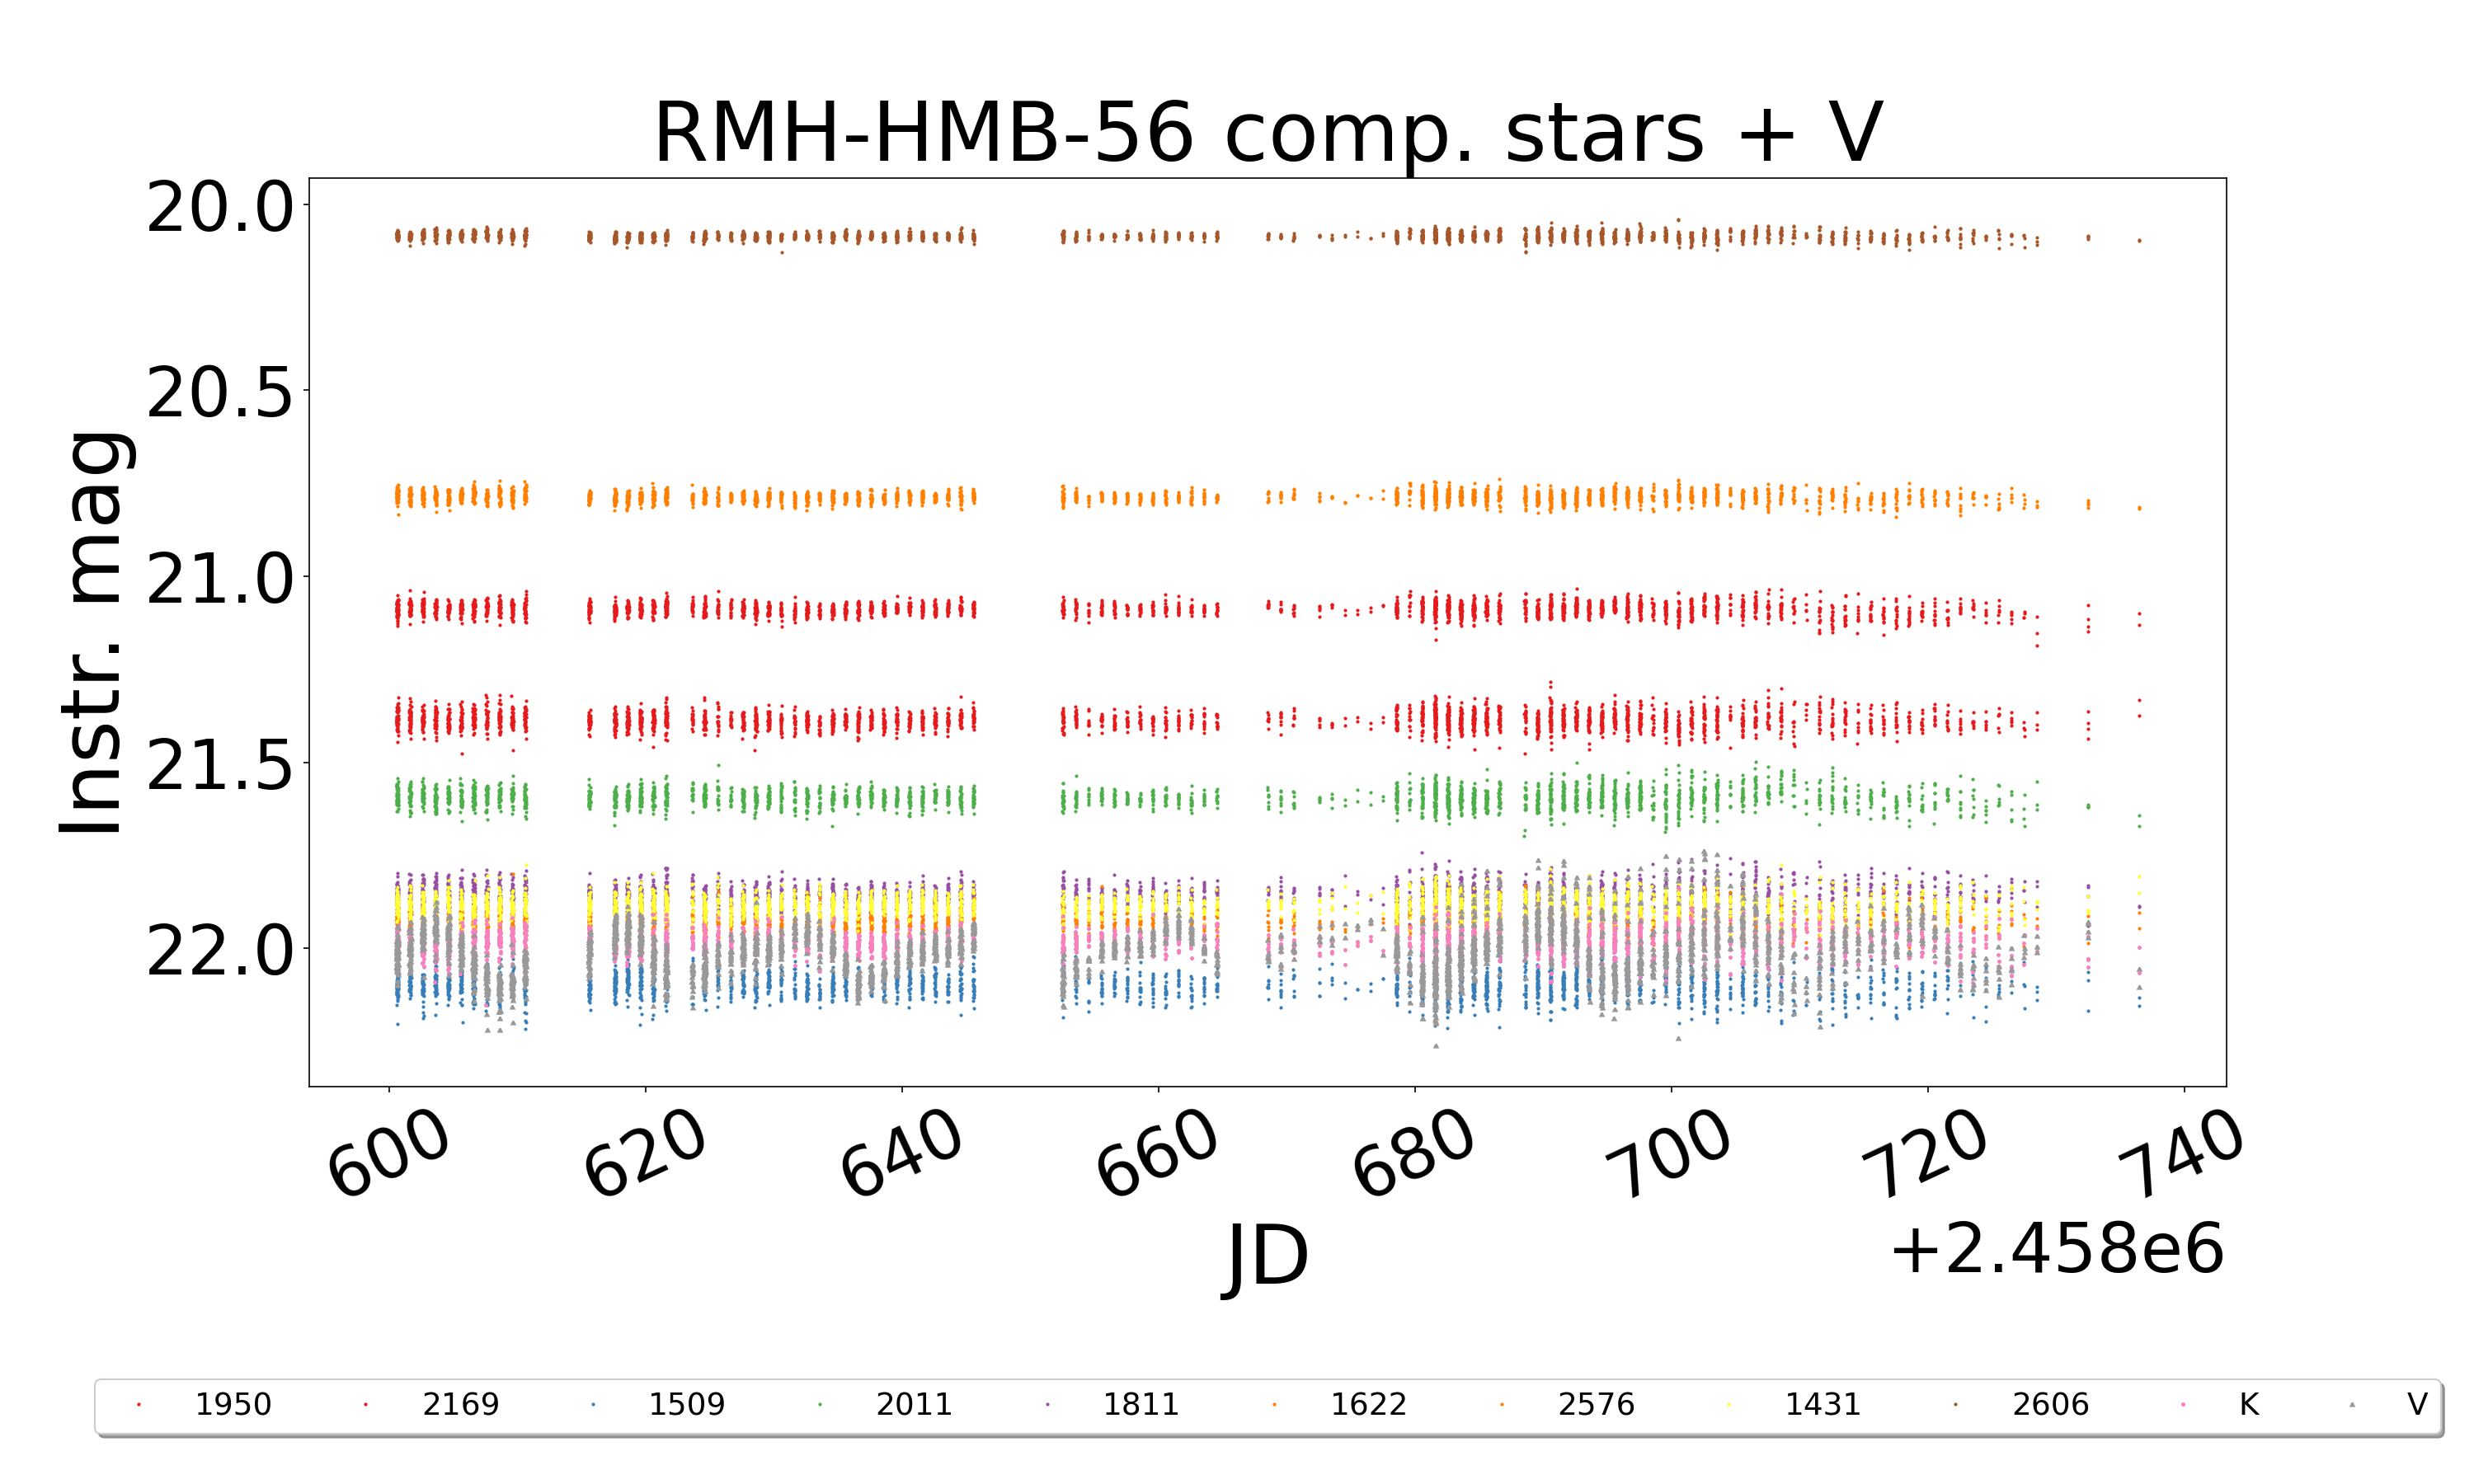 RMH-HMB-56 comp. stars + V
20.0
20.5
21.0
21.5
22.0
Instr. mag
600 620 640 660 680 700 720 740
JD
+2.458e6
1950 2169 1509 2011 1811 1622 2576 1431 2606 K V